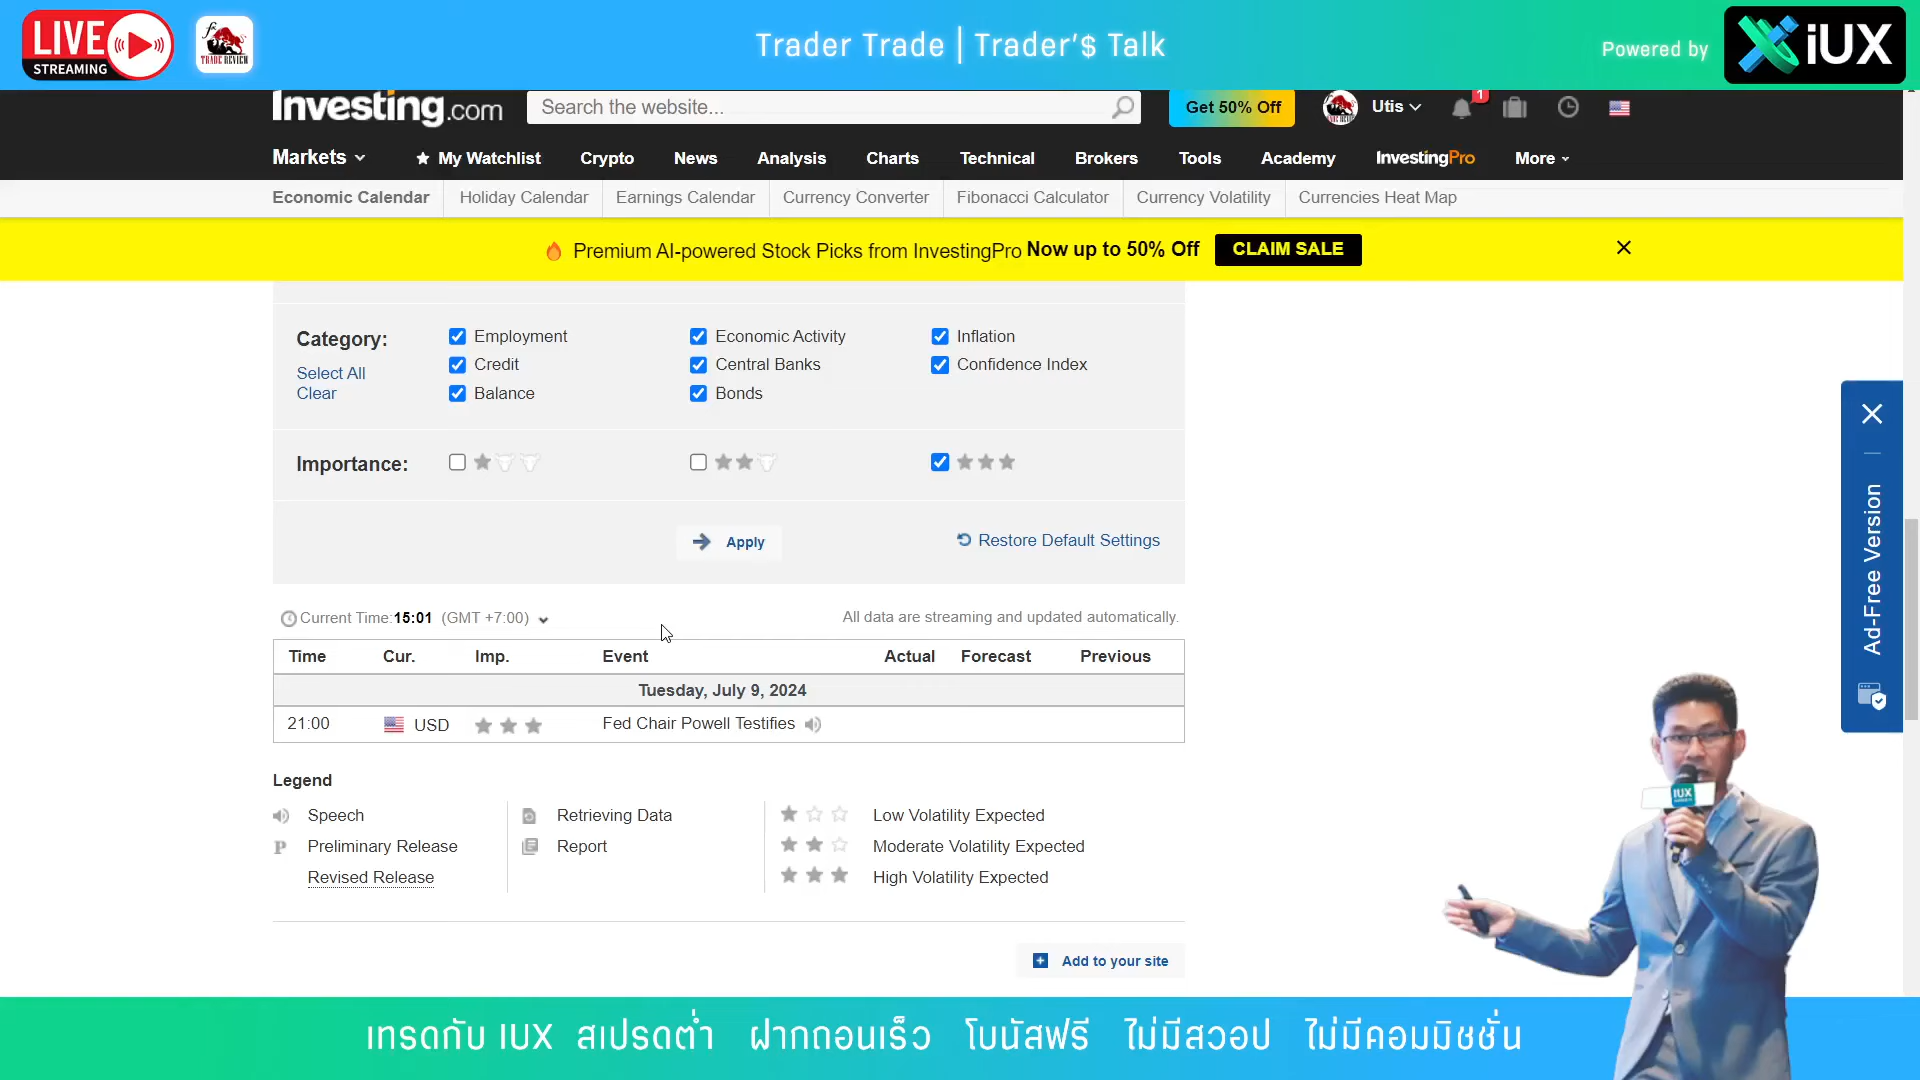 LIVE
STREAMING
fx
TRADE REVIEW
Trader Trade | Trader'$ Talk
Powered by
iUX
Investing.com
Search the website...
Get 50% Off
Utis
1
Markets
My Watchlist
Crypto
News
Analysis
Charts
Technical
Brokers
Tools
Academy
InvestingPro
More
Economic Calendar
Holiday Calendar
Earnings Calendar
Currency Converter
Fibonacci Calculator
Currency Volatility
Currencies Heat Map
Premium AI-powered Stock Picks from InvestingPro Now up to 50% Off
CLAIM SALE
Category:
Select All
Clear
Employment
Economic Activity
Inflation
Credit
Central Banks
Confidence Index
Balance
Bonds
Importance:
Apply
Restore Default Settings
Current Time:15:01 (GMT +7:00)
All data are streaming and updated automatically.
Time Cur. Imp. Event Actual Forecast Previous
Tuesday, July 9, 2024
21:00 USD Fed Chair Powell Testifies
Legend
Speech
Preliminary Release
Revised Release
Retrieving Data
Report
Low Volatility Expected
Moderate Volatility Expected
High Volatility Expected
Add to your site
Ad-Free Version
IUX
เทรดกับ IUX สเปรดต่ำ ฝากถอนเร็ว โบนัสฟรี ไม่มีสวอป ไม่มีคอมมิชชั่น